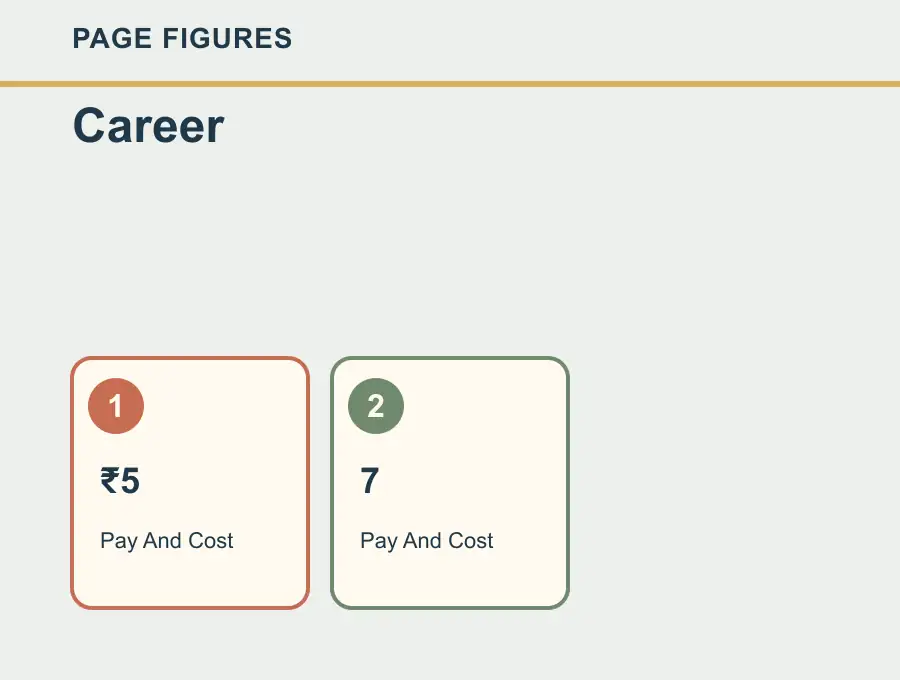 PAGE FIGURES
Career
1
₹5
Pay And Cost
2
7
Pay And Cost